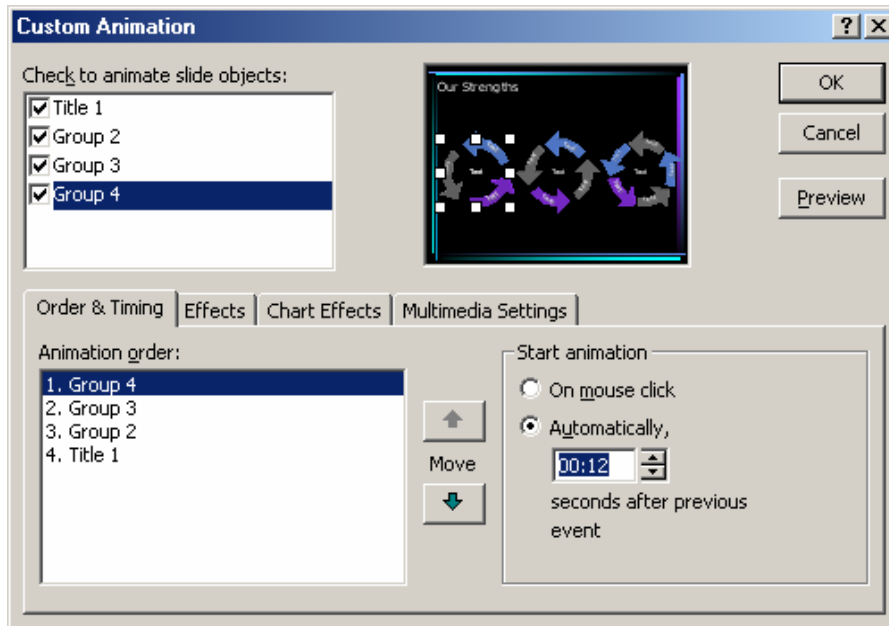 Custom Animation
Check to animate slide objects:
Title 1
Group 2
Group 3
Group 4
Our Strengths
Text
Text
OK
Cancel
Preview
Order & Timing
Effects
Chart Effects
Multimedia Settings
Animation order:
1. Group 4
2. Group 3
3. Group 2
4. Title 1
Move
Start animation
On mouse click
Automatically,
00:12
seconds after previous
event